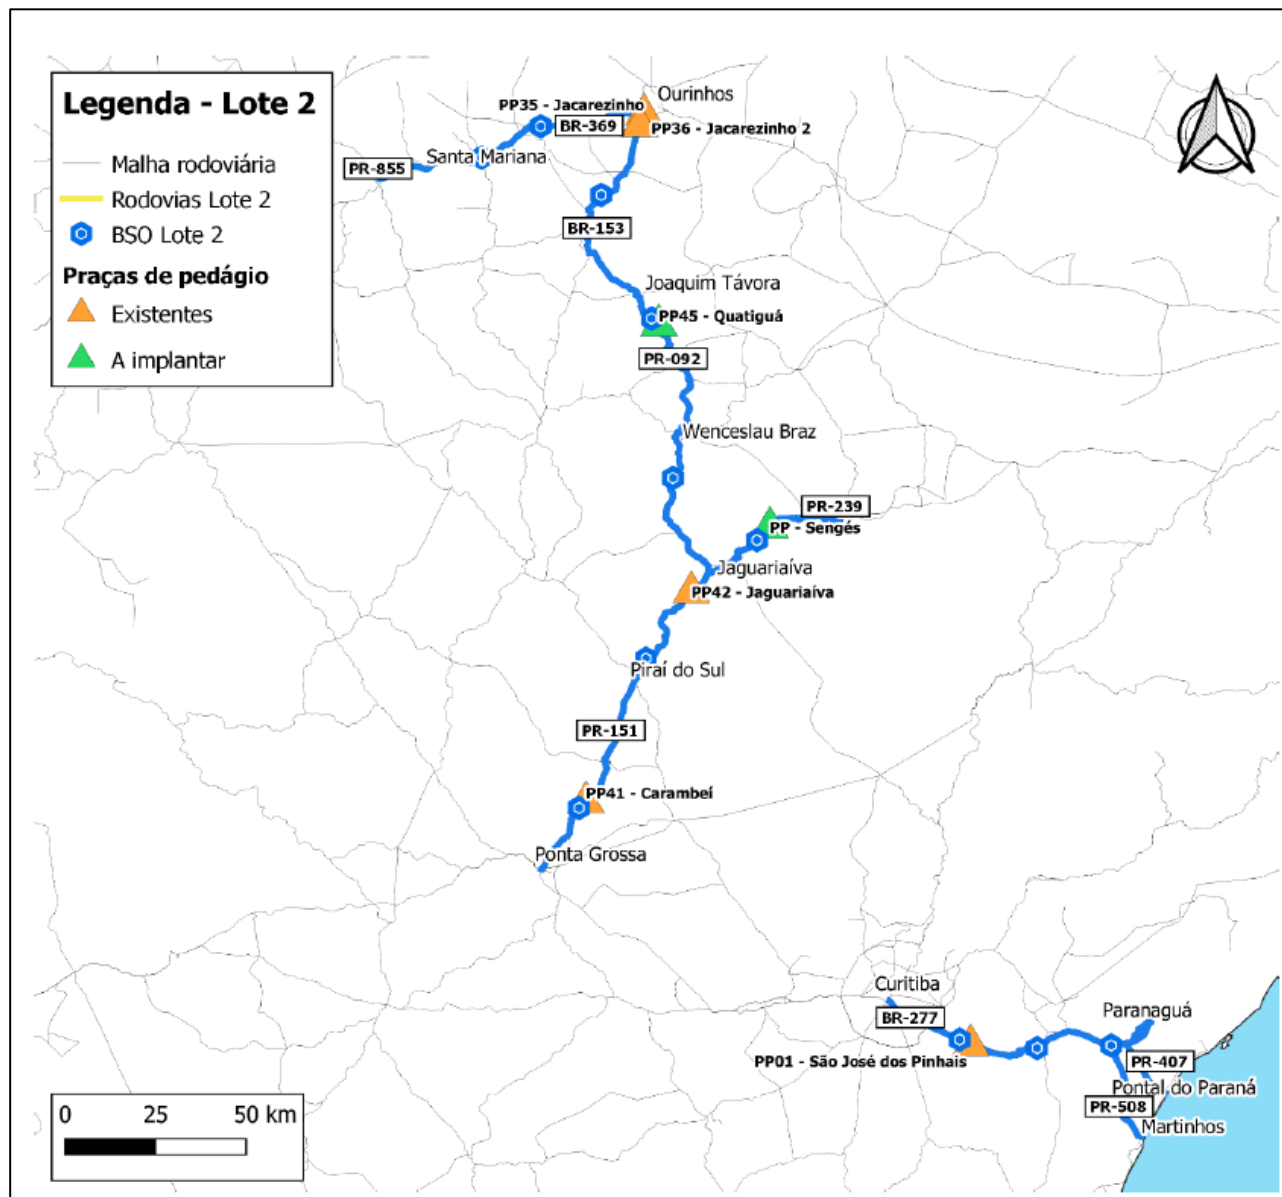 Legenda - Lote 2
Malha rodoviária
Rodovias Lote 2
BSO Lote 2
Praças de pedágio
Existentes
A implantar
Ourinhos
PP35 - Jacarezinho
BR-369
PP36 - Jacarezinho 2
Santa Mariana
PR-855
BR-153
Joaquim Távora
PP45 - Quatiguá
PR-092
Wenceslau Braz
PR-239
PP - Sengés
Jaguariaíva
PP42 - Jaguariaíva
Piraí do Sul
PR-151
PP41 - Carambeí
Ponta Grossa
Curitiba
BR-277
Paranaguá
PP01 - São José dos Pinhais
PR-407
Pontal do Paraná
PR-508
Martinhos
0 25 50 km